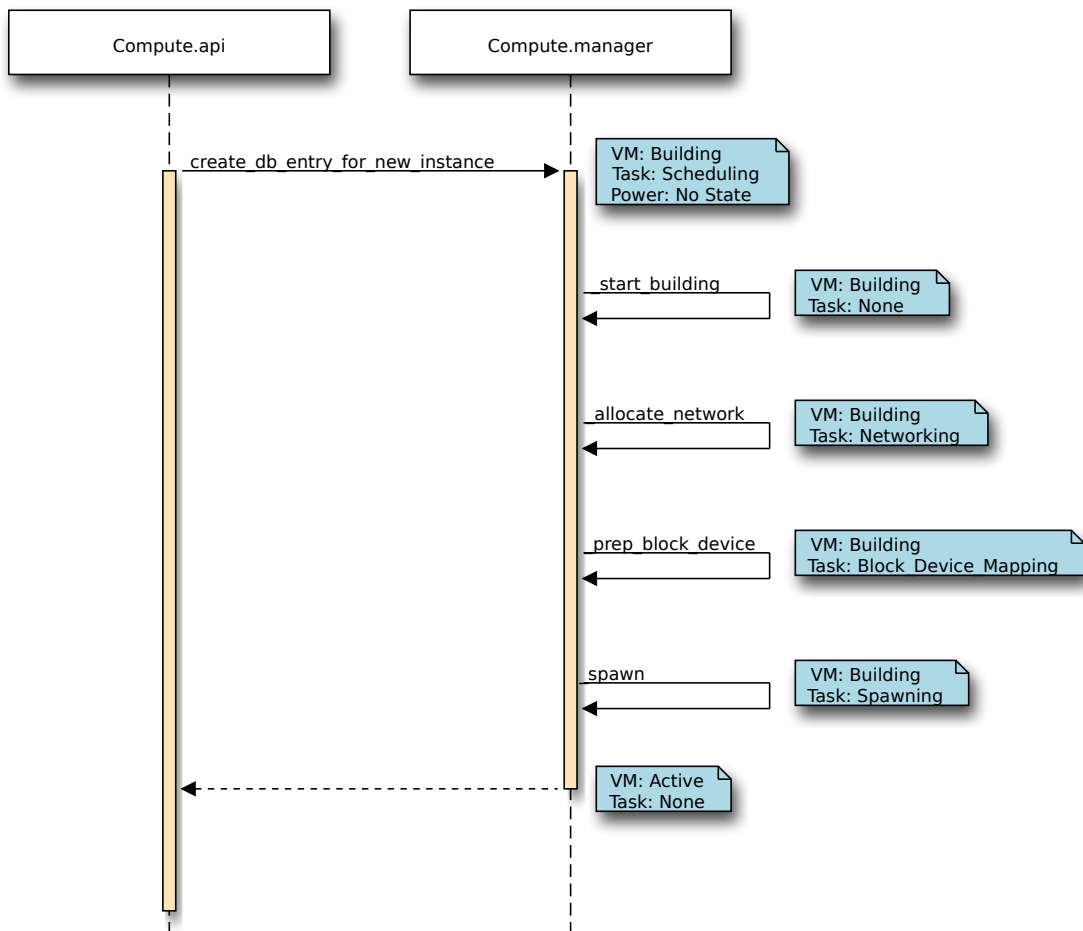 Compute.api
Compute.manager
create_db_entry_for_new_instance
VM: Building
Task: Scheduling
Power: No State
_start_building
VM: Building
Task: None
_allocate_network
VM: Building
Task: Networking
_prep_block_device
VM: Building
Task: Block_Device_Mapping
_spawn
VM: Building
Task: Spawning
VM: Active
Task: None